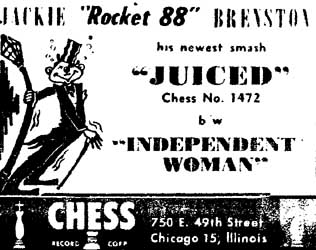 JACKIE "Rocket 88" BRENSTON
his newest smash
"JUICED"
Chess No. 1472
b w
"INDEPENDENT
WOMAN"
CHESS
RECORD CORP
750 E. 49th Street
Chicago 15, Illinois